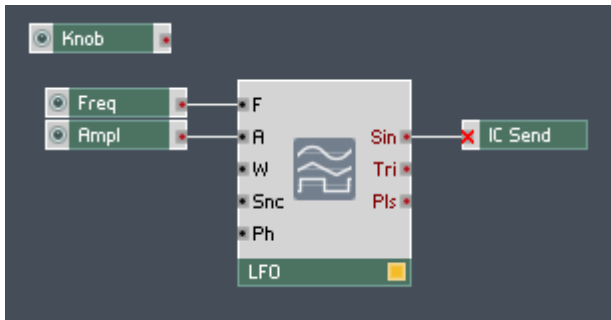 Knob
Freq
Ampl
F
A
W
Snc
Ph
Sin
Tri
Pls
LFO
IC Send